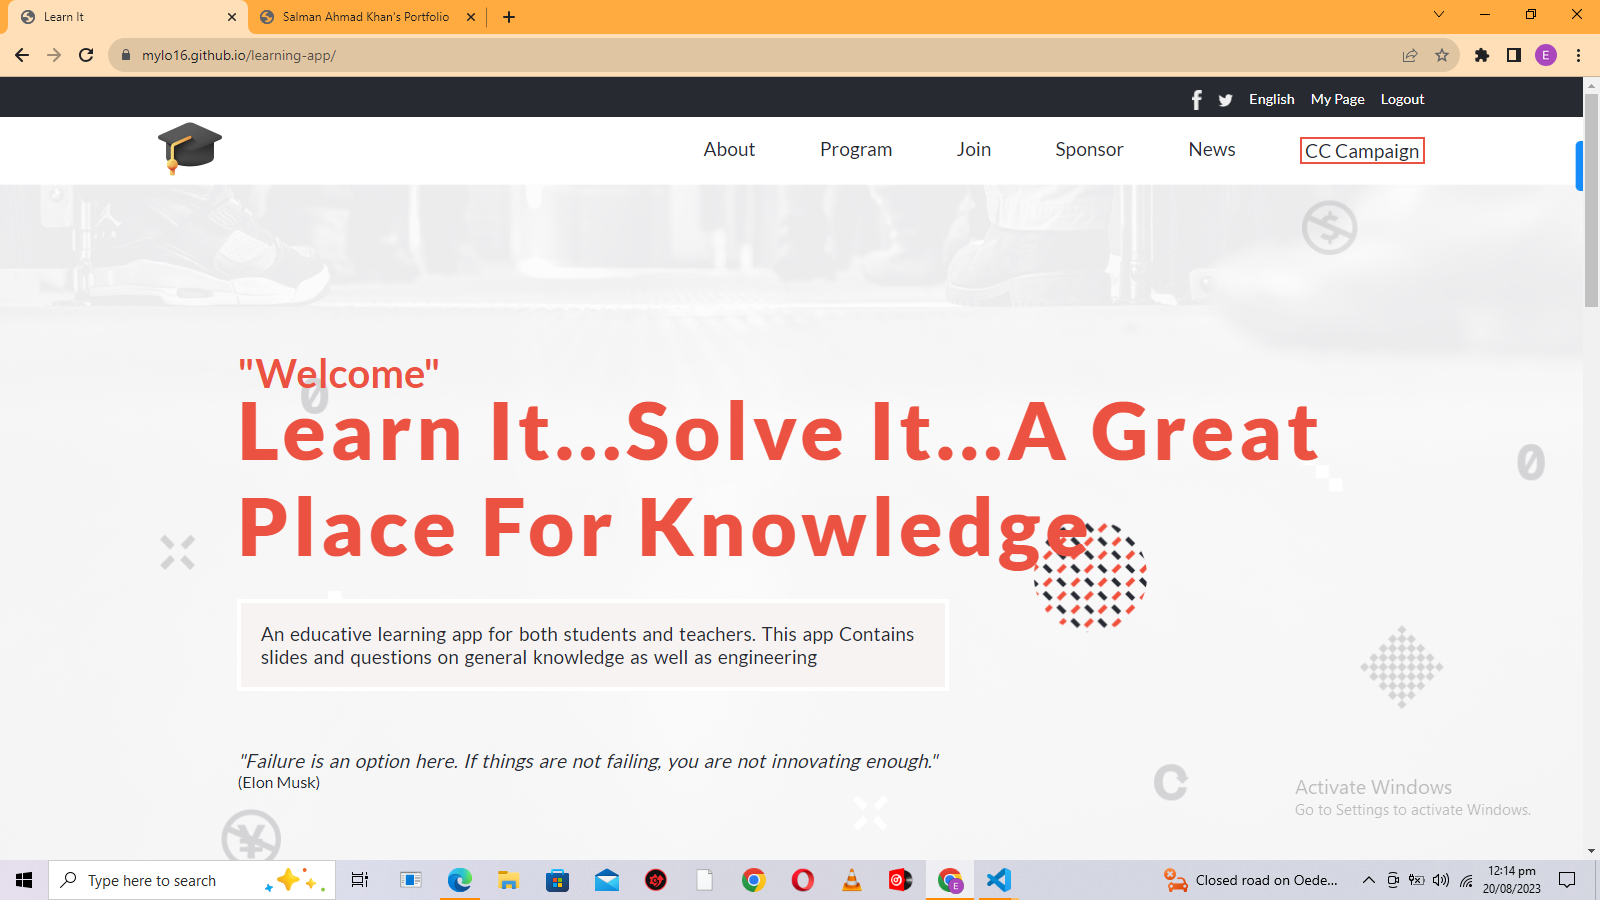 Learn It
Salman Ahmad Khan's Portfolio
mylo16.github.io/learning-app/
E
English My Page Logout
About Program Join Sponsor News CC Campaign
"Welcome"
Learn It...Solve It...A Great
Place For Knowledge
An educative learning app for both students and teachers. This app Contains
slides and questions on general knowledge as well as engineering
"Failure is an option here. If things are not failing, you are not innovating enough."
(Elon Musk)
Activate Windows
Go to Settings to activate Windows.
Type here to search
E
Closed road on Oede...
12:14 pm
20/08/2023